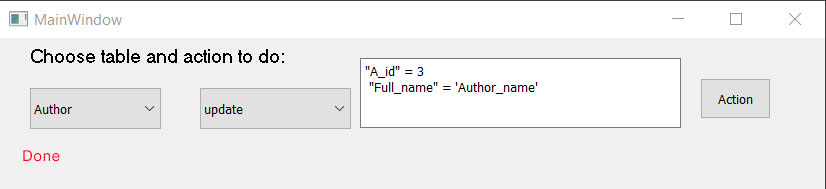 MainWindow
Choose table and action to do:
Author
update
"A_id" = 3
"Full_name" = 'Author_name'
Action
Done